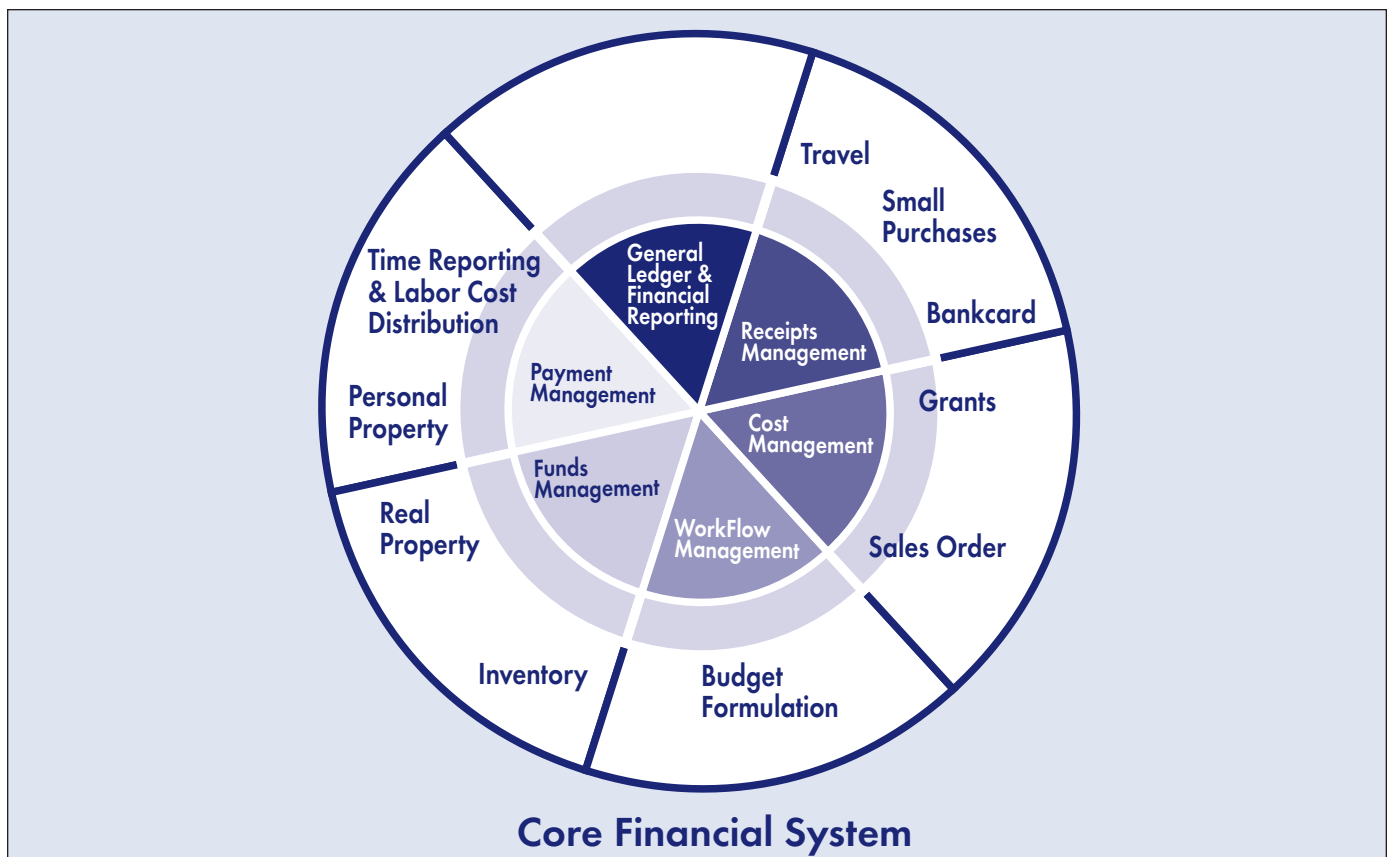 Travel
Small
Purchases
Bankcard
Grants
Sales Order
Budget
Formulation
Inventory
Real
Property
Personal
Property
Time Reporting
& Labor Cost
Distribution
General
Ledger &
Financial
Reporting
Receipts
Management
Cost
Management
WorkFlow
Management
Funds
Management
Payment
Management
Core Financial System